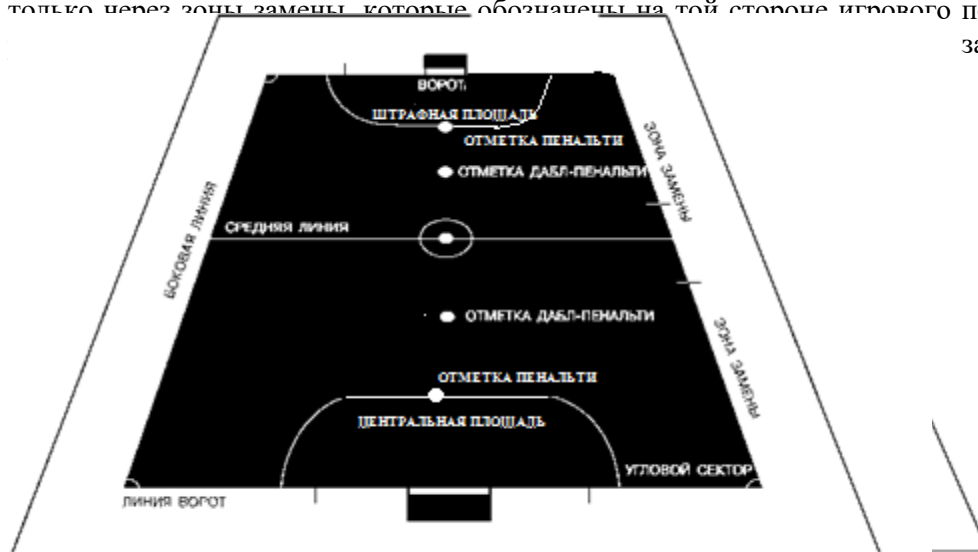 только через зоны замены, которые обозначены на той стороне игрового п
за
ВОРОТ
ШТРАФНАЯ ПЛОЩАДЬ
ОТМЕТКА ПЕНАЛЬТИ
ЗОНА ЗАМЕНЫ
ОТМЕТКА ДАБЛ-ПЕНАЛЬТИ
БОКОВАЯ ЛИНИЯ
СРЕДНЯЯ ЛИНИЯ
ОТМЕТКА ДАБЛ-ПЕНАЛЬТИ
ЗОНА ЗАМЕНЫ
ОТМЕТКА ПЕНАЛЬТИ
ЦЕНТРАЛЬНАЯ ПЛОЩАДЬ
УГЛОВОЙ СЕКТОР
ЛИНИЯ ВОРОТ